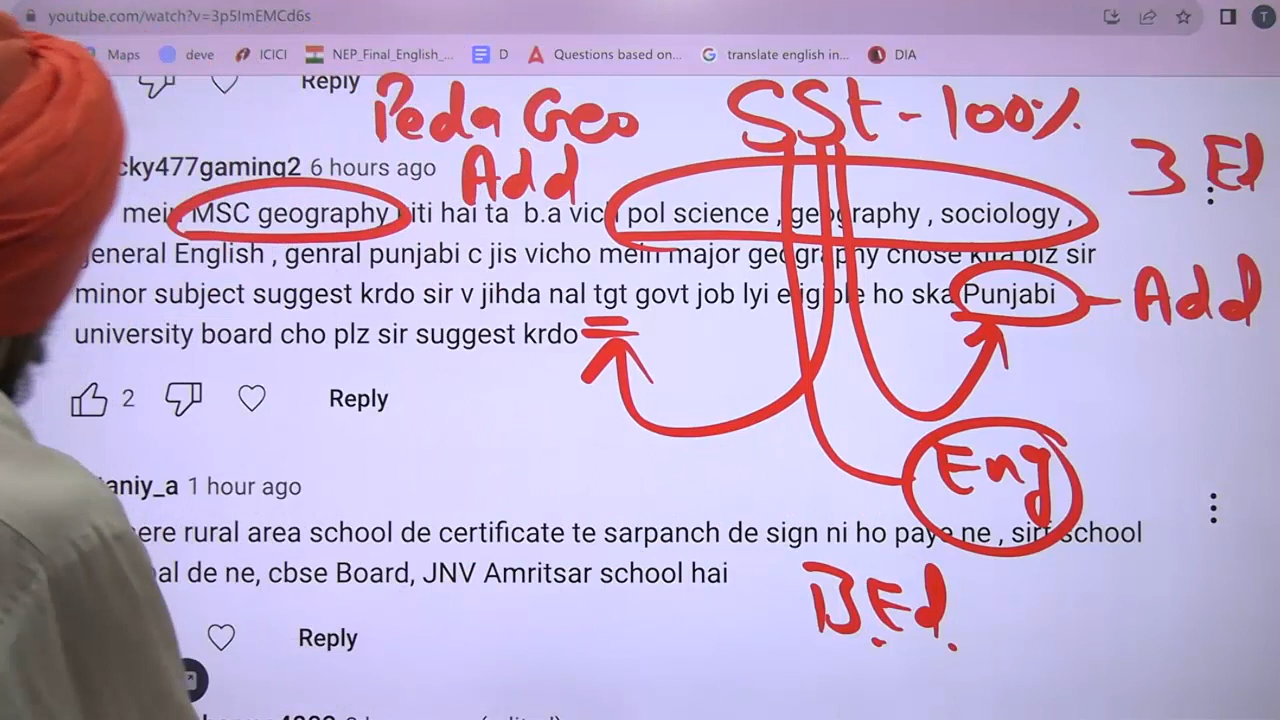 youtube.com/watch?v=3p5ImEMCd6s
T
Maps deve ICICI NEP_Final_English_... D Questions based on... translate english in... DIA
Reply
Peda Geo SSt - 100%
Add
3 Ed
cky477gaming2 6 hours ago
mein MSC geography kiti hai ta b.a vich pol science , geography , sociology ,
general English , genral punjabi c jis vicho mein major geography chose kita plz sir
minor subject suggest krdo sir v jihda nal tgt govt job lyi eligible ho ska Punjabi
Add
university board cho plz sir suggest krdo
2 Reply
Eng
aniy_a 1 hour ago
ere rural area school de certificate te sarpanch de sign ni ho paye ne , sirf school
pal de ne, cbse Board, JNV Amritsar school hai
BEd.
Reply